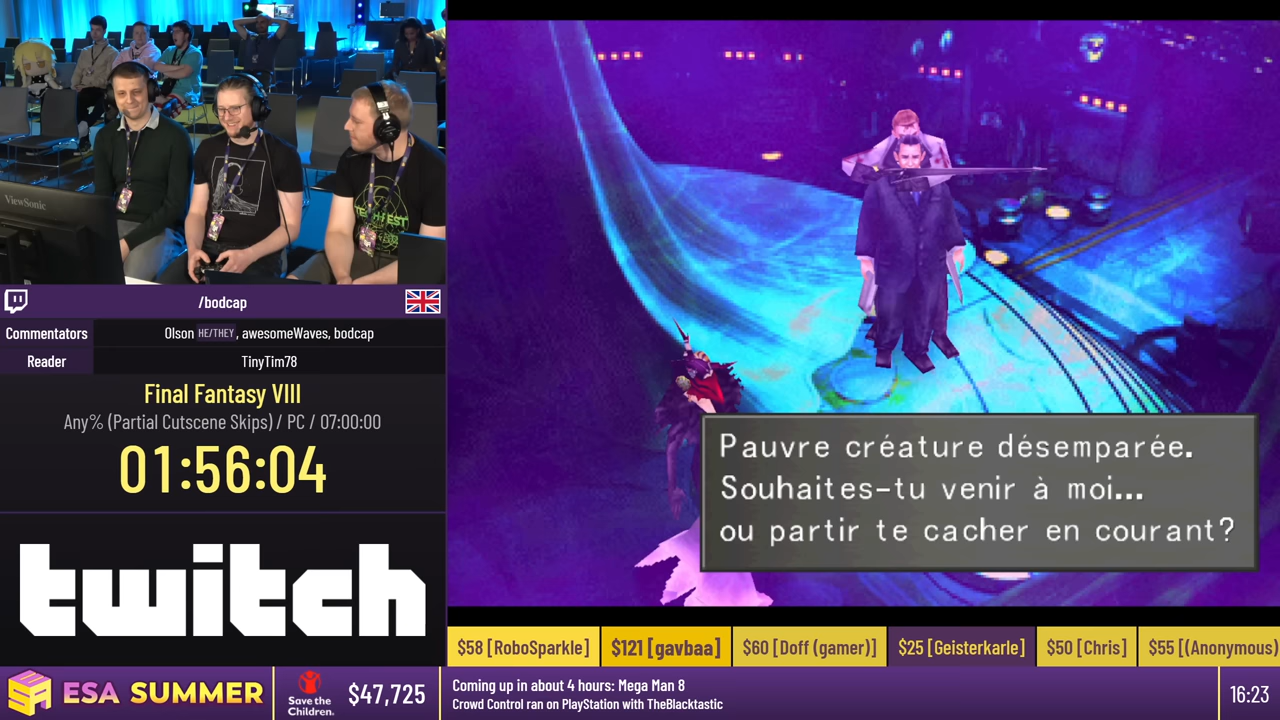 ViewSonic
/bodcap
Commentators
Olson HE/THEY, awesomeWaves, bodcap
Reader
TinyTim78
Final Fantasy VIII
Any% (Partial Cutscene Skips) / PC / 07:00:00
01:56:04
twitch
Pauvre créature désemparée.
Souhaites-tu venir à moi...
ou partir te cacher en courant?
$58 [RoboSparkle]
$121 [gavbaa]
$60 [Doff (gamer)]
$25 [Geisterkarle]
$50 [Chris]
$55 [(Anonymous)
ESA SUMMER
Save the
Children.
$47,725
Coming up in about 4 hours: Mega Man 8
Crowd Control ran on PlayStation with TheBlacktastic
16:23